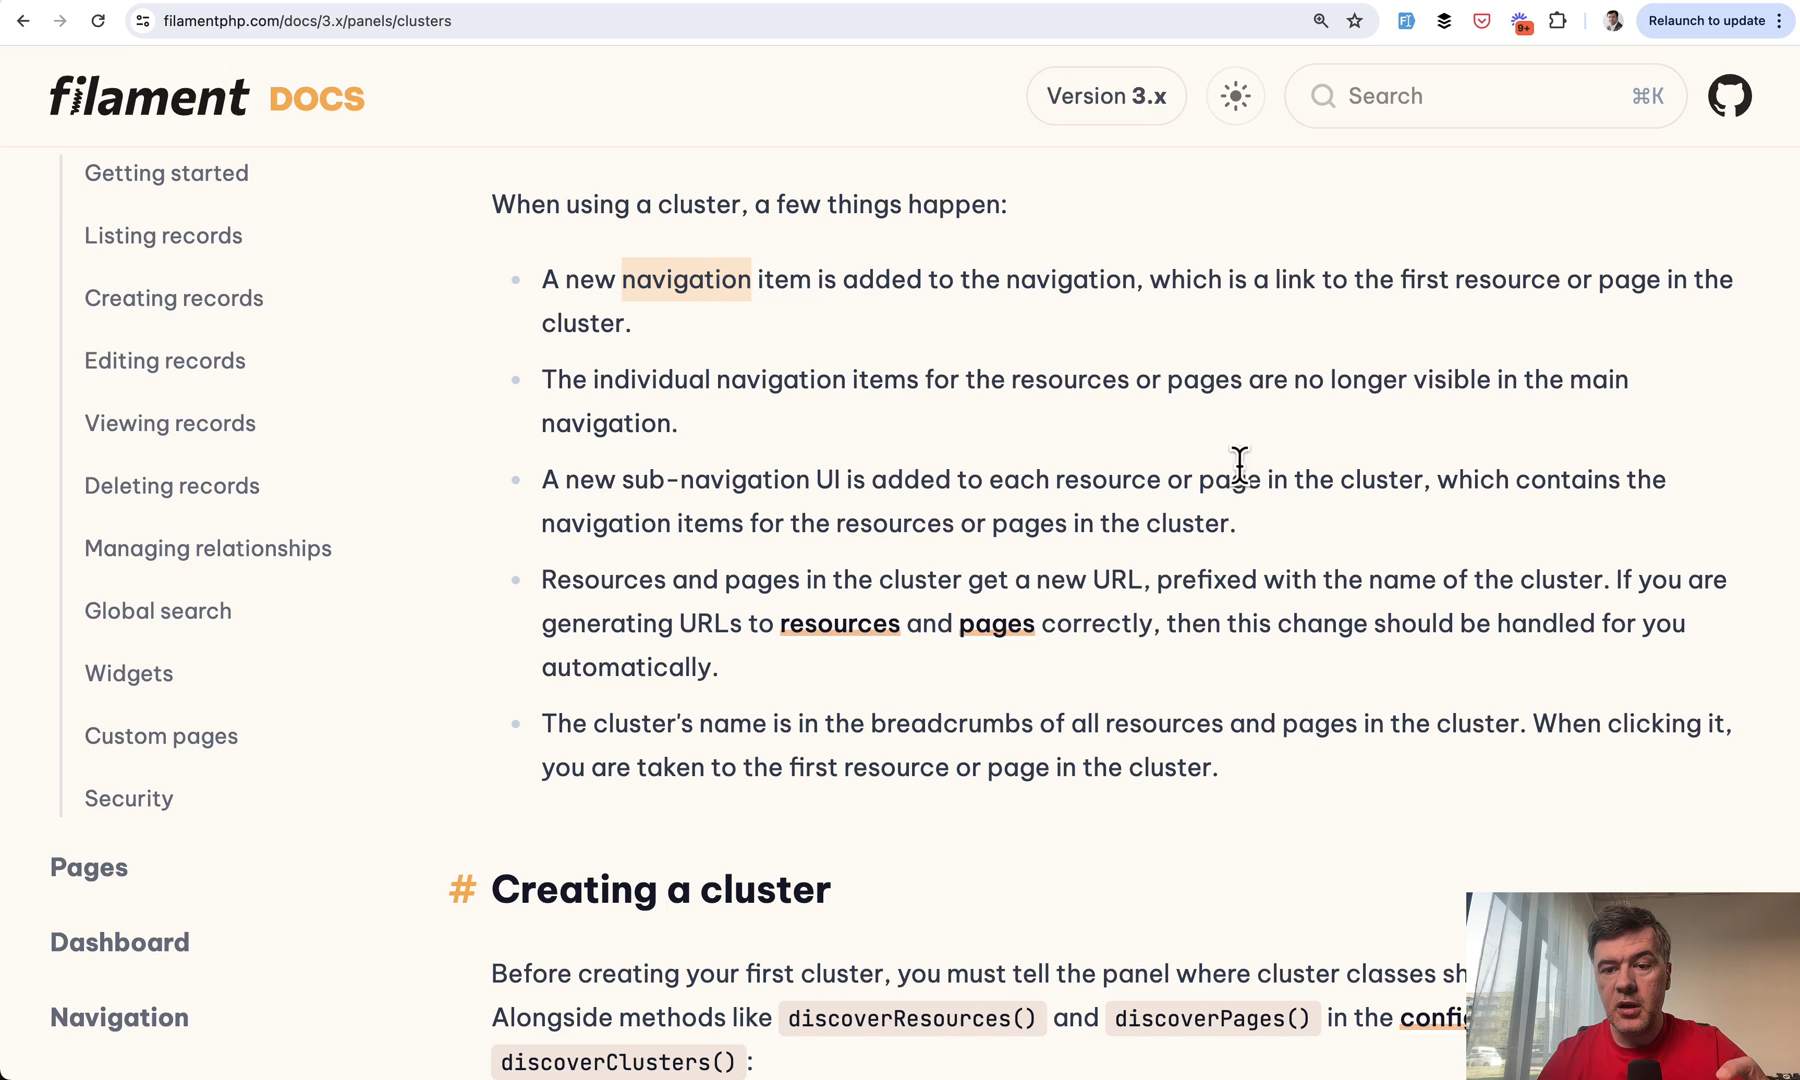 filamentphp.com/docs/3.x/panels/clusters
9+
Relaunch to update
filament DOCS
Version 3.x
Search
⌘K
Getting started
Listing records
Creating records
Editing records
Viewing records
Deleting records
Managing relationships
Global search
Widgets
Custom pages
Security
Pages
Dashboard
Navigation
When using a cluster, a few things happen:
A new navigation item is added to the navigation, which is a link to the first resource or page in the
cluster.
The individual navigation items for the resources or pages are no longer visible in the main
navigation.
A new sub-navigation UI is added to each resource or page in the cluster, which contains the
navigation items for the resources or pages in the cluster.
Resources and pages in the cluster get a new URL, prefixed with the name of the cluster. If you are
generating URLs to resources and pages correctly, then this change should be handled for you
automatically.
The cluster's name is in the breadcrumbs of all resources and pages in the cluster. When clicking it,
you are taken to the first resource or page in the cluster.
# Creating a cluster
Before creating your first cluster, you must tell the panel where cluster classes sh
Alongside methods like discoverResources() and discoverPages() in the config
discoverClusters():